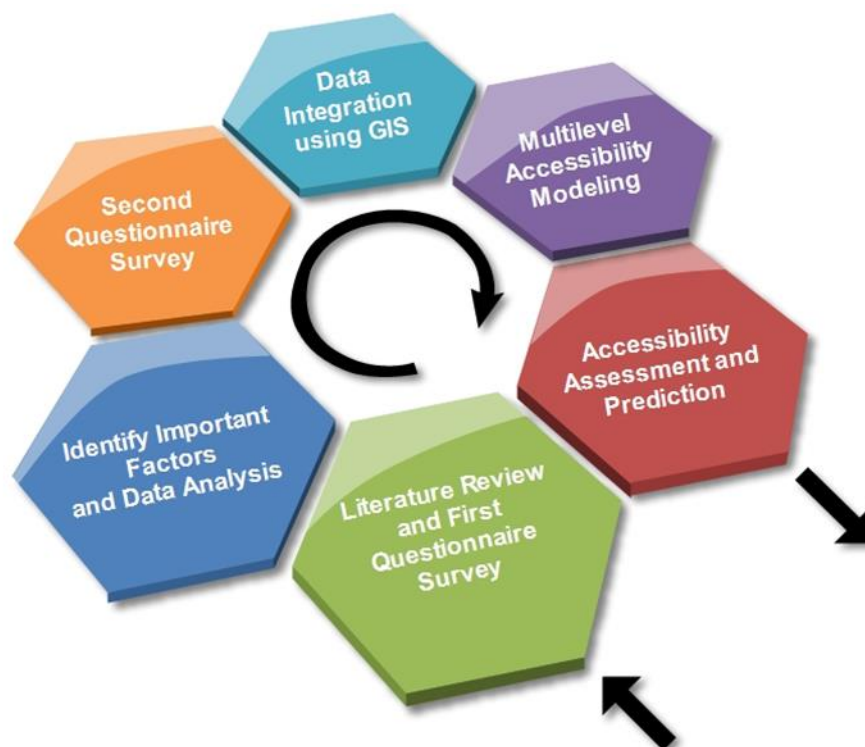 Data
Integration
using GIS
Multilevel
Accessibility
Modeling
Second
Questionnaire
Survey
Accessibility
Assessment and
Prediction
Identify Important
Factors
and Data Analysis
Literature Review
and First
Questionnaire
Survey